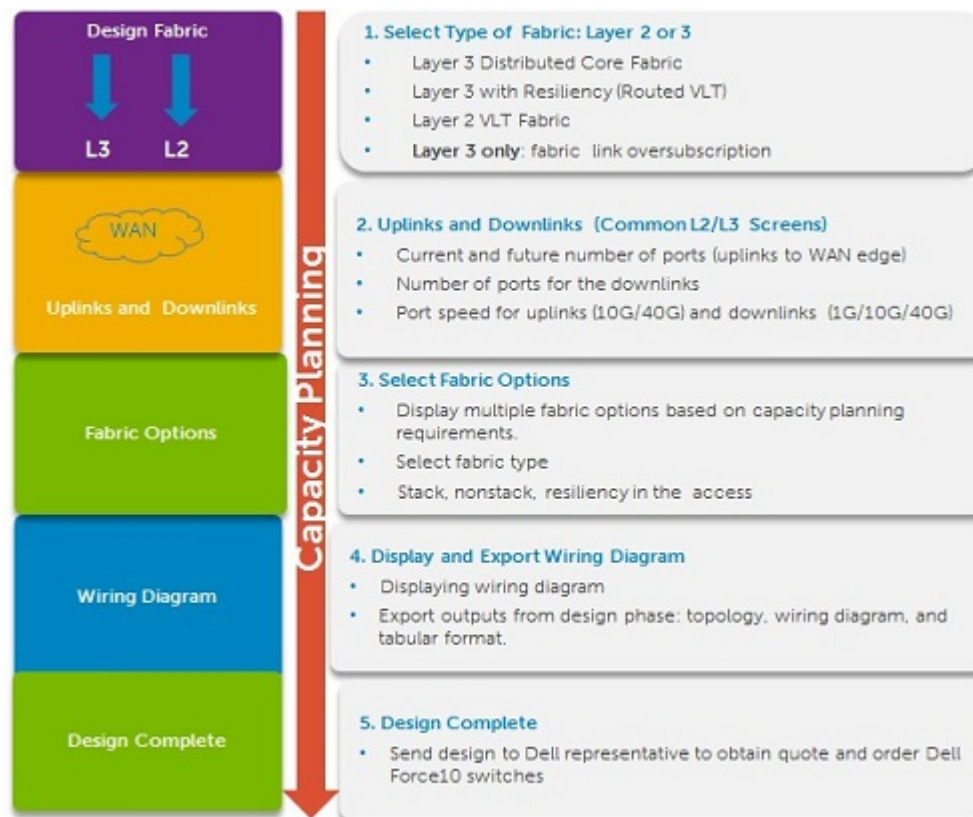 Design Fabric
L3 L2
WAN
Uplinks and Downlinks
Fabric Options
Wiring Diagram
Design Complete
Capacity Planning
1. Select Type of Fabric: Layer 2 or 3
• Layer 3 Distributed Core Fabric
• Layer 3 with Resiliency (Routed VLT)
• Layer 2 VLT Fabric
• Layer 3 only: fabric link oversubscription
2. Uplinks and Downlinks (Common L2/L3 Screens)
• Current and future number of ports (uplinks to WAN edge)
• Number of ports for the downlinks
• Port speed for uplinks (10G/40G) and downlinks (1G/10G/40G)
3. Select Fabric Options
• Display multiple fabric options based on capacity planning
requirements.
• Select fabric type
• Stack, nonstack, resiliency in the access
4. Display and Export Wiring Diagram
• Displaying wiring diagram
• Export outputs from design phase: topology, wiring diagram, and
tabular format.
5. Design Complete
• Send design to Dell representative to obtain quote and order Dell
Force10 switches